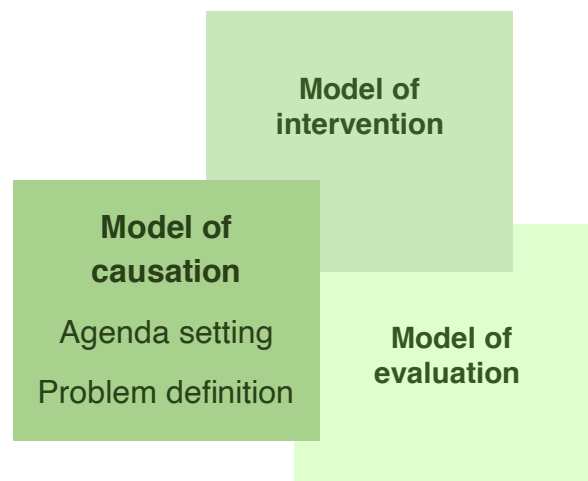 Model of
intervention
Model of
causation
Agenda setting
Problem definition
Model of
evaluation